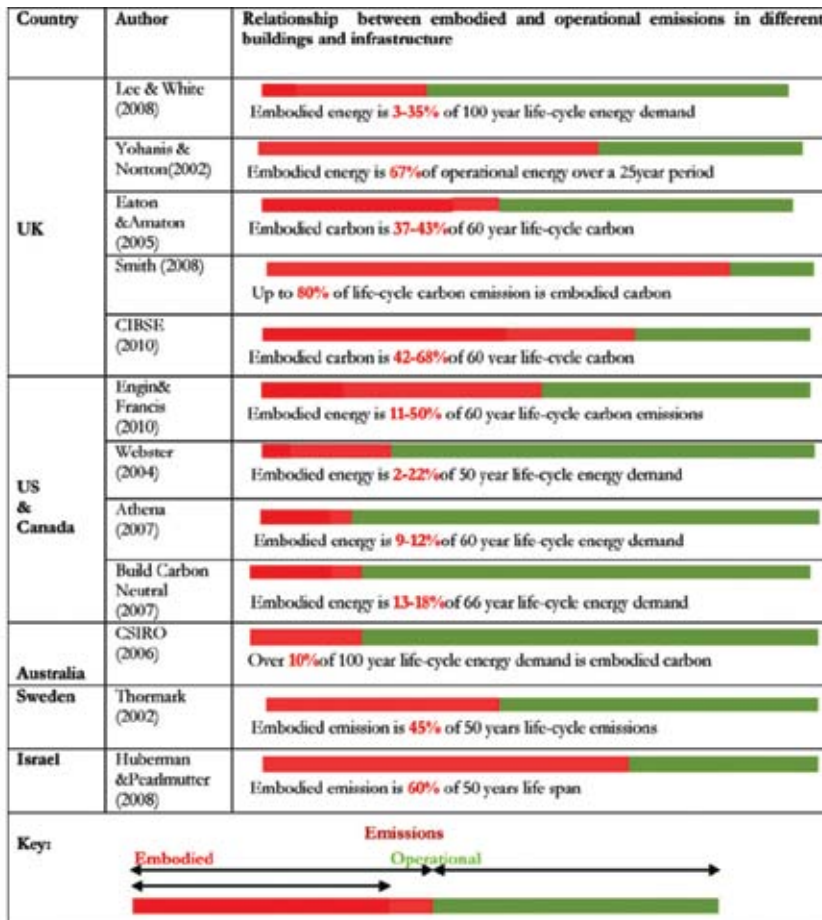 Country Author Relationship between embodied and operational emissions in different
buildings and infrastructure
UK
Lee & White
(2008)
Embodied energy is 3-35% of 100 year life-cycle energy demand
Yohanis &
Norton(2002)
Embodied energy is 67%of operational energy over a 25year period
Eaton
&Amaton
(2005)
Embodied carbon is 37-43%of 60 year life-cycle carbon
Smith (2008)
Up to 80% of life-cycle carbon emission is embodied carbon
CIBSE
(2010)
Embodied carbon is 42-68%of 60 year life-cycle carbon
US
&
Canada
Engin&
Francis
(2010)
Embodied energy is 11-50% of 60 year life-cycle carbon emissions
Webster
(2004)
Embodied energy is 2-22%of 50 year life-cycle energy demand
Athena
(2007)
Embodied energy is 9-12%of 60 year life-cycle energy demand
Build Carbon
Neutral
(2007)
Embodied energy is 13-18%of 66 year life-cycle energy demand
Australia
CSIRO
(2006)
Over 10%of 100 year life-cycle energy demand is embodied carbon
Sweden
Thormark
(2002)
Embodied emission is 45% of 50 years life-cycle emissions
Israel
Huberman
&Pearlmutter
(2008)
Embodied emission is 60% of 50 years life span
Key:
Emissions
Embodied Operational